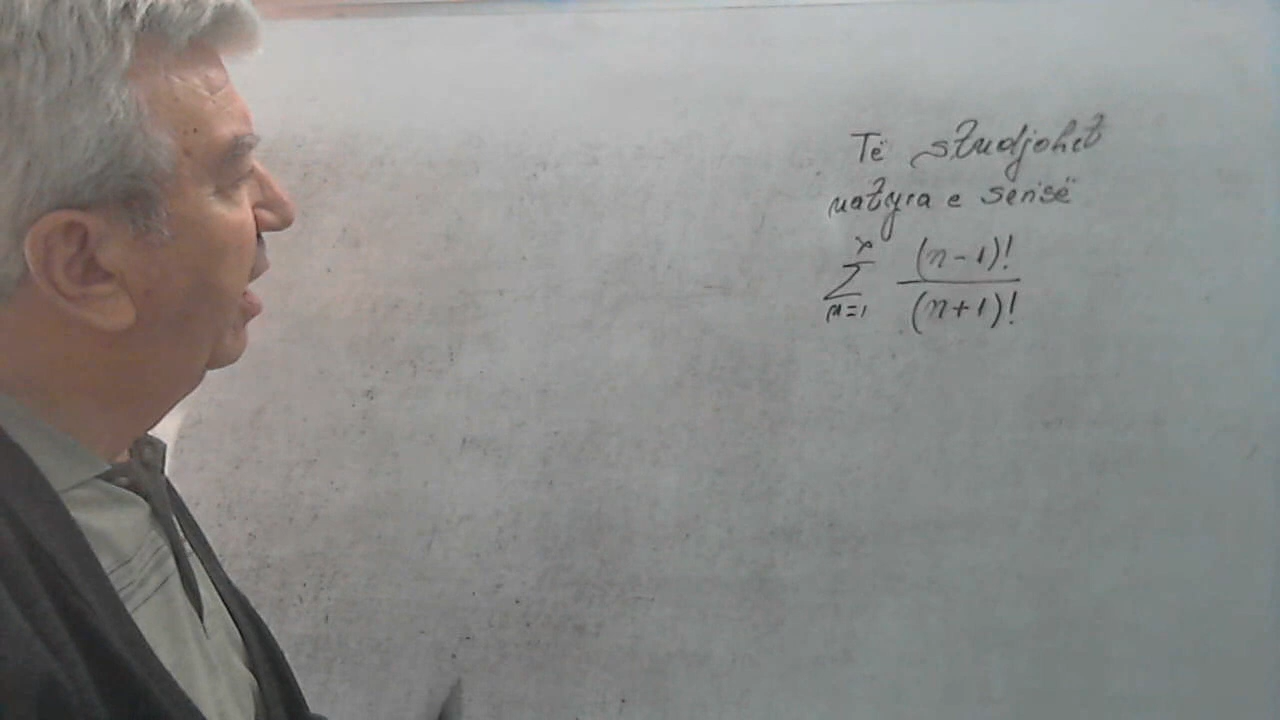 Të studjohet
natyra e serisë
∞ (n-1)!
Σ
n=1 (n+1)!